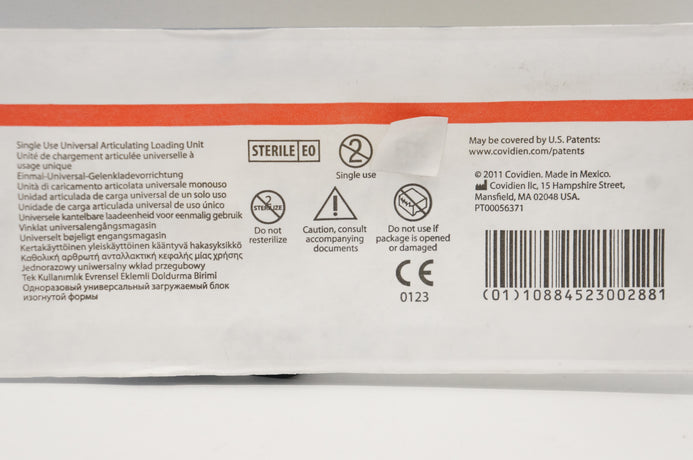 Single Use Universal Articulating Loading Unit
Unité de chargement articulée universelle à
usage unique
Einmal-Universal-Gelenkladevorrichtung
Unità di caricamento articolata universale monouso
Unidad articulada de carga universal de un solo uso
Unidade de carga articulada universal de uso único
Universele kantelbare laadeenheid voor eenmalig gebruik
Vinklat universalengångsmagasin
Universelt bøjeligt engangsmagasin
Kertakäyttöinen yleiskäyttöinen kääntyvä hakasyksikkö
Καθολική αρθρωτή ανταλλακτική κεφαλής μίας χρήσης
Jednorazowy uniwersalny wkład przegubowy
Tek Kullanımlık Evrensel Eklemli Doldurma Birimi
Одноразовый универсальный загружаемый блок
изогнутой формы
STERILE EO
2
Single use
2
STERILIZE
Do not
resterilize
Caution, consult
accompanying
documents
Do not use if
package is opened
or damaged
CE
0123
May be covered by U.S. Patents:
www.covidien.com/patents
© 2011 Covidien. Made in Mexico.
Covidien llc, 15 Hampshire Street,
Mansfield, MA 02048 USA.
PT00056371
(01)10884523002881